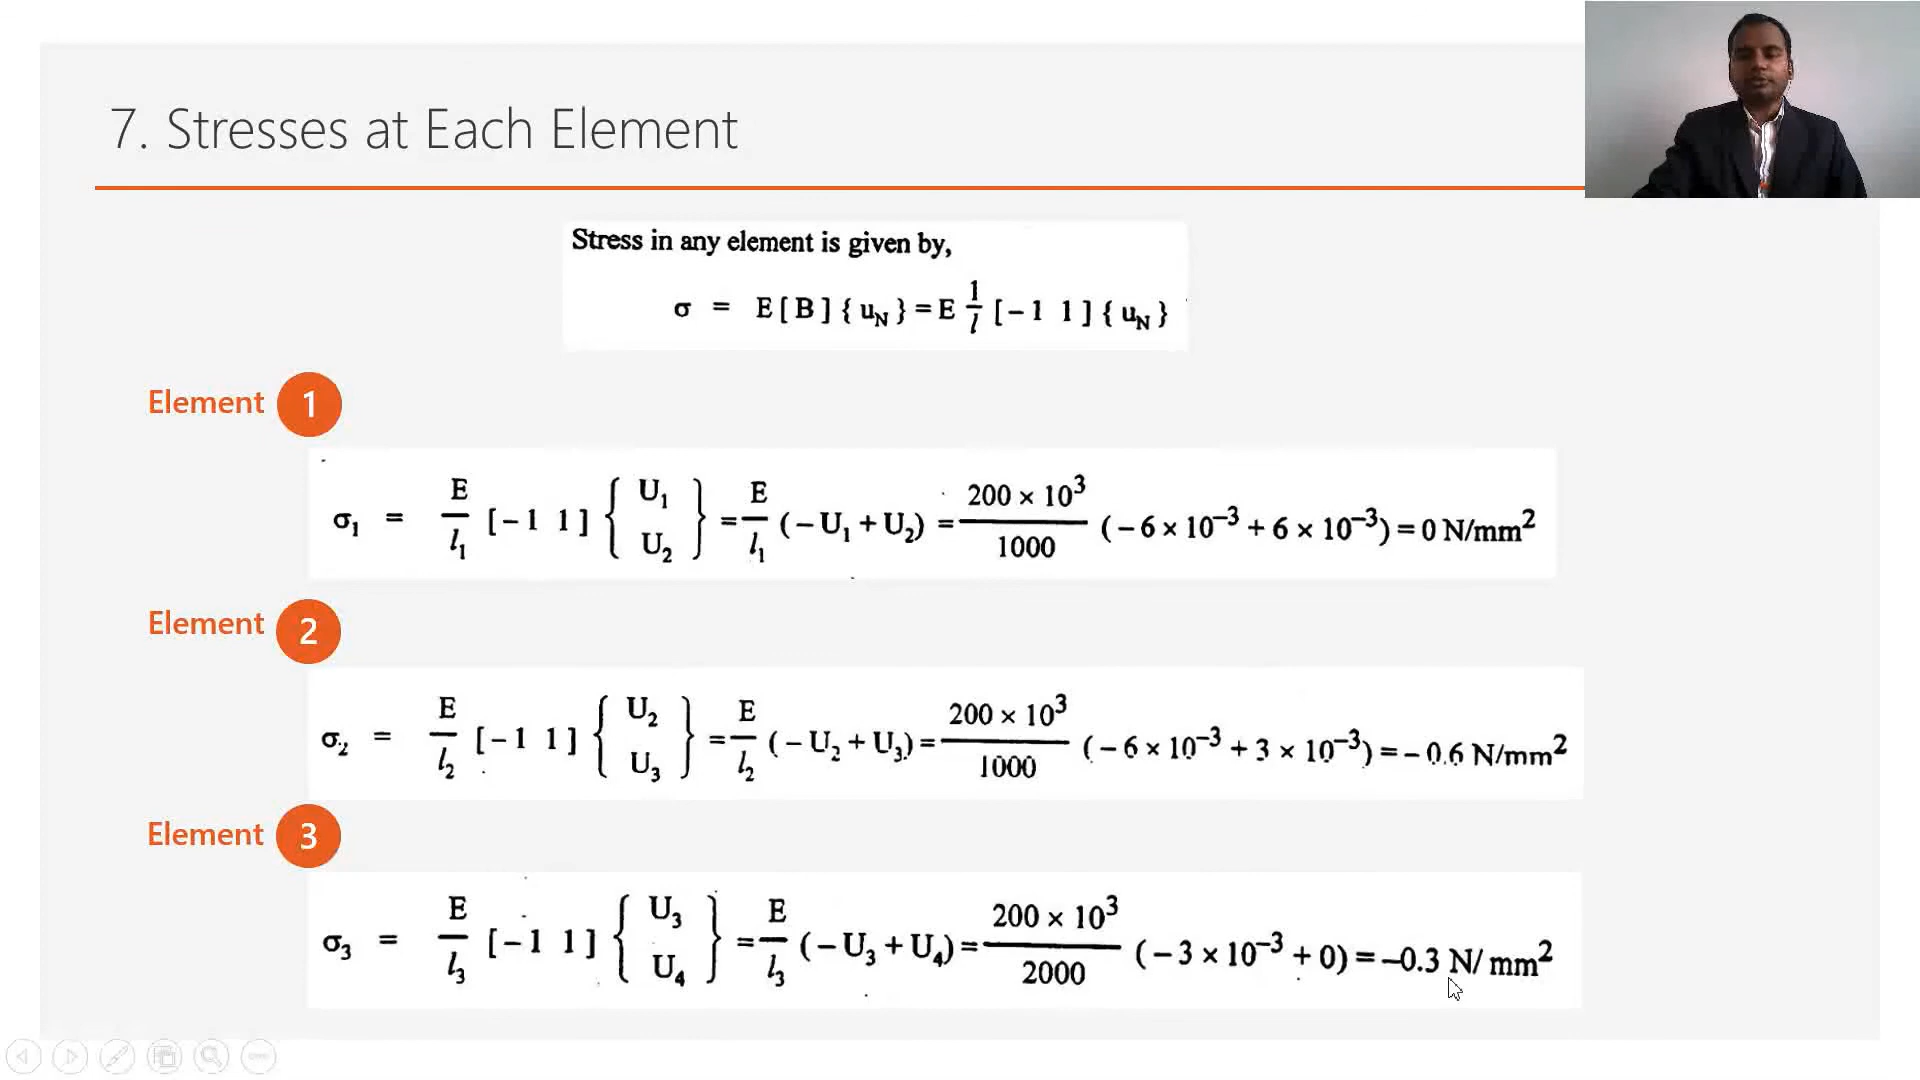 7. Stresses at Each Element
Stress in any element is given by,
σ = E [ B ] { u_N } = E 1/l [ -1 1 ] { u_N }
Element 1
σ₁ = E/l₁ [ -1 1 ] { U₁ U₂ } = E/l₁ ( - U₁ + U₂ ) = 200 × 10³/1000 ( - 6 × 10⁻³ + 6 × 10⁻³ ) = 0 N/mm²
Element 2
σ₂ = E/l₂ [ -1 1 ] { U₂ U₃ } = E/l₂ ( - U₂ + U₃ ) = 200 × 10³/1000 ( - 6 × 10⁻³ + 3 × 10⁻³ ) = - 0.6 N/mm²
Element 3
σ₃ = E/l₃ [ -1 1 ] { U₃ U₄ } = E/l₃ ( - U₃ + U₄ ) = 200 × 10³/2000 ( - 3 × 10⁻³ + 0 ) = -0.3 N/ mm²